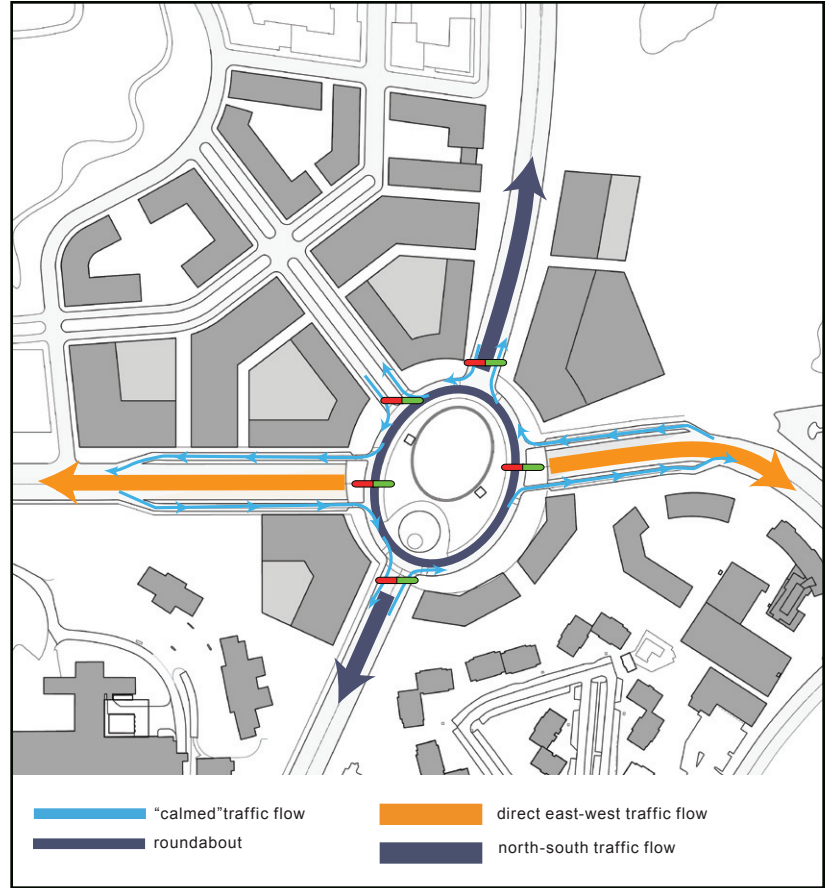 “calmed”traffic flow
roundabout
direct east-west traffic flow
north-south traffic flow